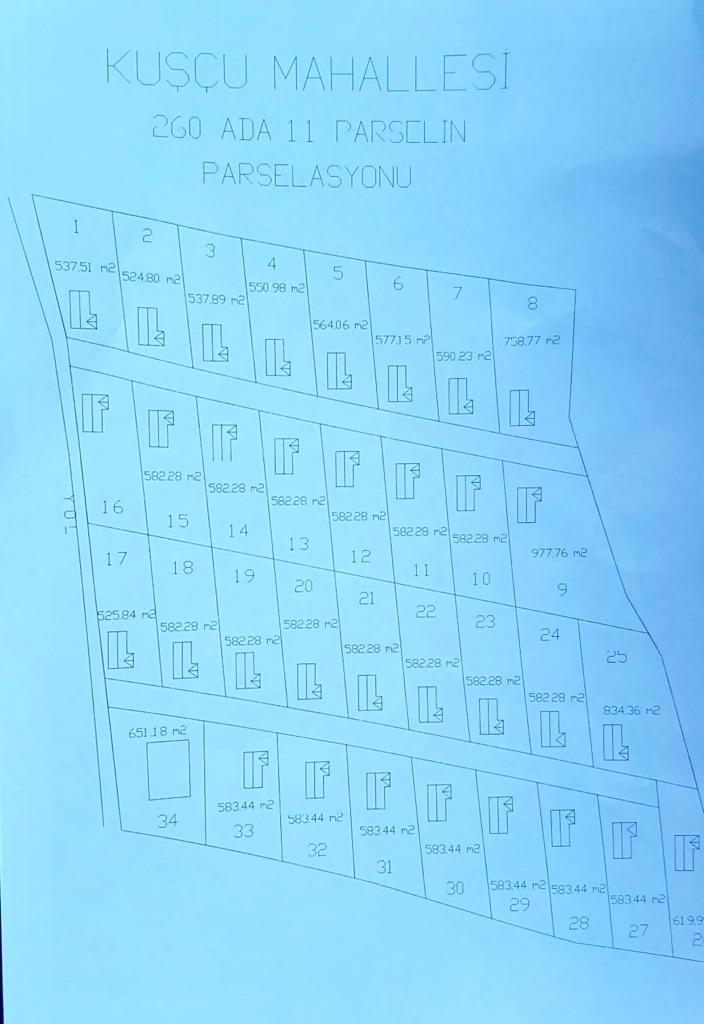 KUŞÇU MAHALLESİ
260 ADA 11 PARSELİN
PARSELASYONU
1
537.51 m2
2
524.80 m2
3
537.89 m2
4
550.98 m2
5
564.06 m2
6
577.15 m2
7
590.23 m2
8
758.77 m2
16
582.28 m2
15
582.28 m2
14
582.28 m2
13
582.28 m2
12
582.28 m2
11
582.28 m2
10
977.76 m2
9
YOL
17
525.84 m2
18
582.28 m2
19
582.28 m2
20
582.28 m2
21
582.28 m2
22
582.28 m2
23
582.28 m2
24
582.28 m2
25
834.36 m2
651.18 m2
34
583.44 m2
33
583.44 m2
32
583.44 m2
31
583.44 m2
30
583.44 m2
29
583.44 m2
28
583.44 m2
27